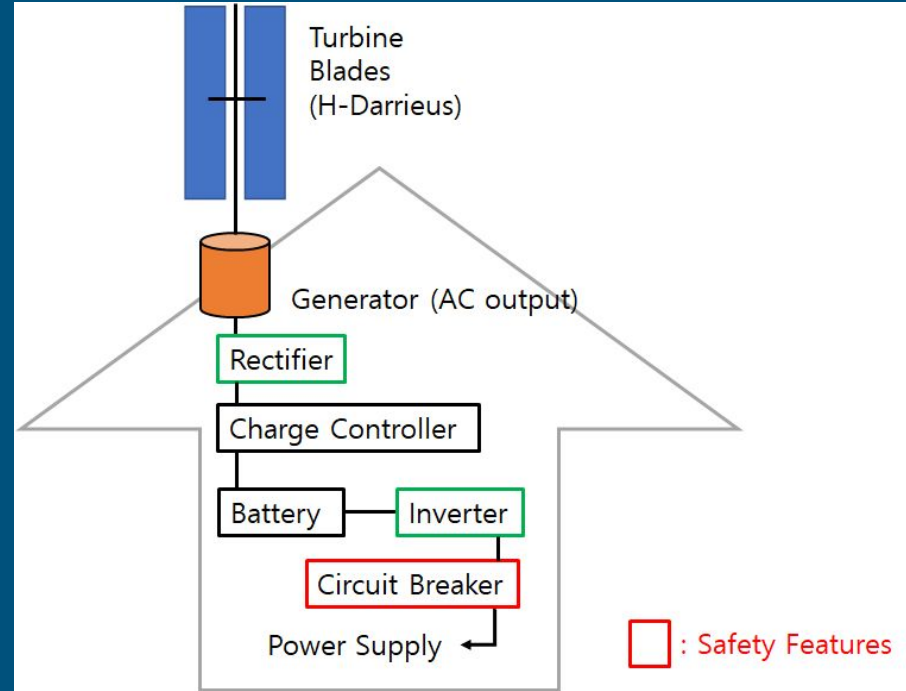 Turbine
Blades
(H-Darrieus)
Generator (AC output)
Rectifier
Charge Controller
Battery
Inverter
Circuit Breaker
Power Supply
: Safety Features